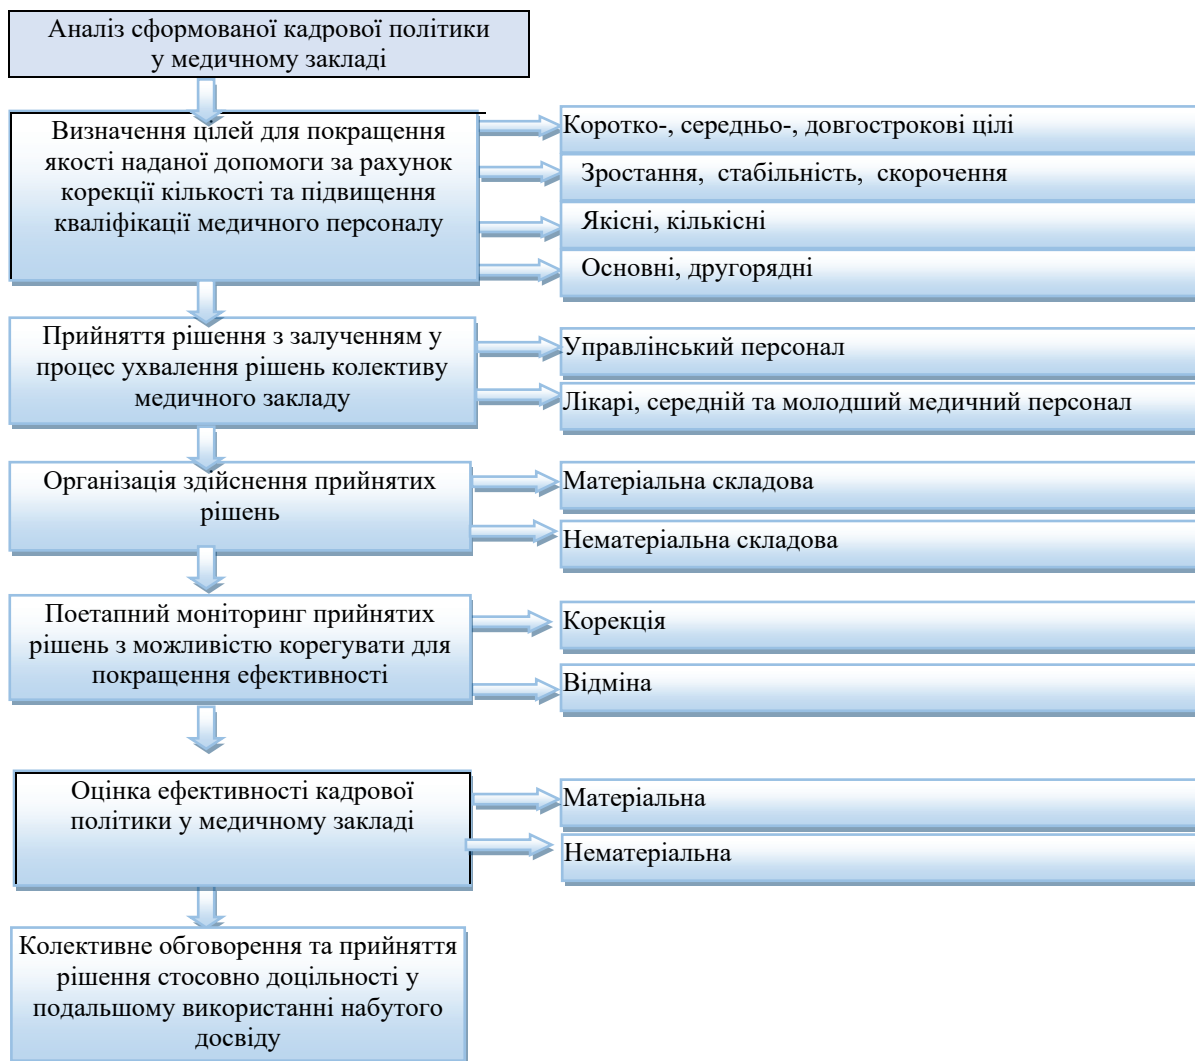 Аналіз сформованої кадрової політики
у медичному закладі
Визначення цілей для покращення
якості наданої допомоги за рахунок
корекції кількості та підвищення
кваліфікації медичного персоналу
Коротко-, середньо-, довгострокові цілі
Зростання, стабільність, скорочення
Якісні, кількісні
Основні, другорядні
Прийняття рішення з залученням у
процес ухвалення рішень колективу
медичного закладу
Управлінський персонал
Лікарі, середній та молодший медичний персонал
Організація здійснення прийнятих
рішень
Матеріальна складова
Нематеріальна складова
Поетапний моніторинг прийнятих
рішень з можливістю корегувати для
покращення ефективності
Корекція
Відміна
Оцінка ефективності кадрової
політики у медичному закладі
Матеріальна
Нематеріальна
Колективне обговорення та прийняття
рішення стосовно доцільності у
подальшому використанні набутого
досвіду